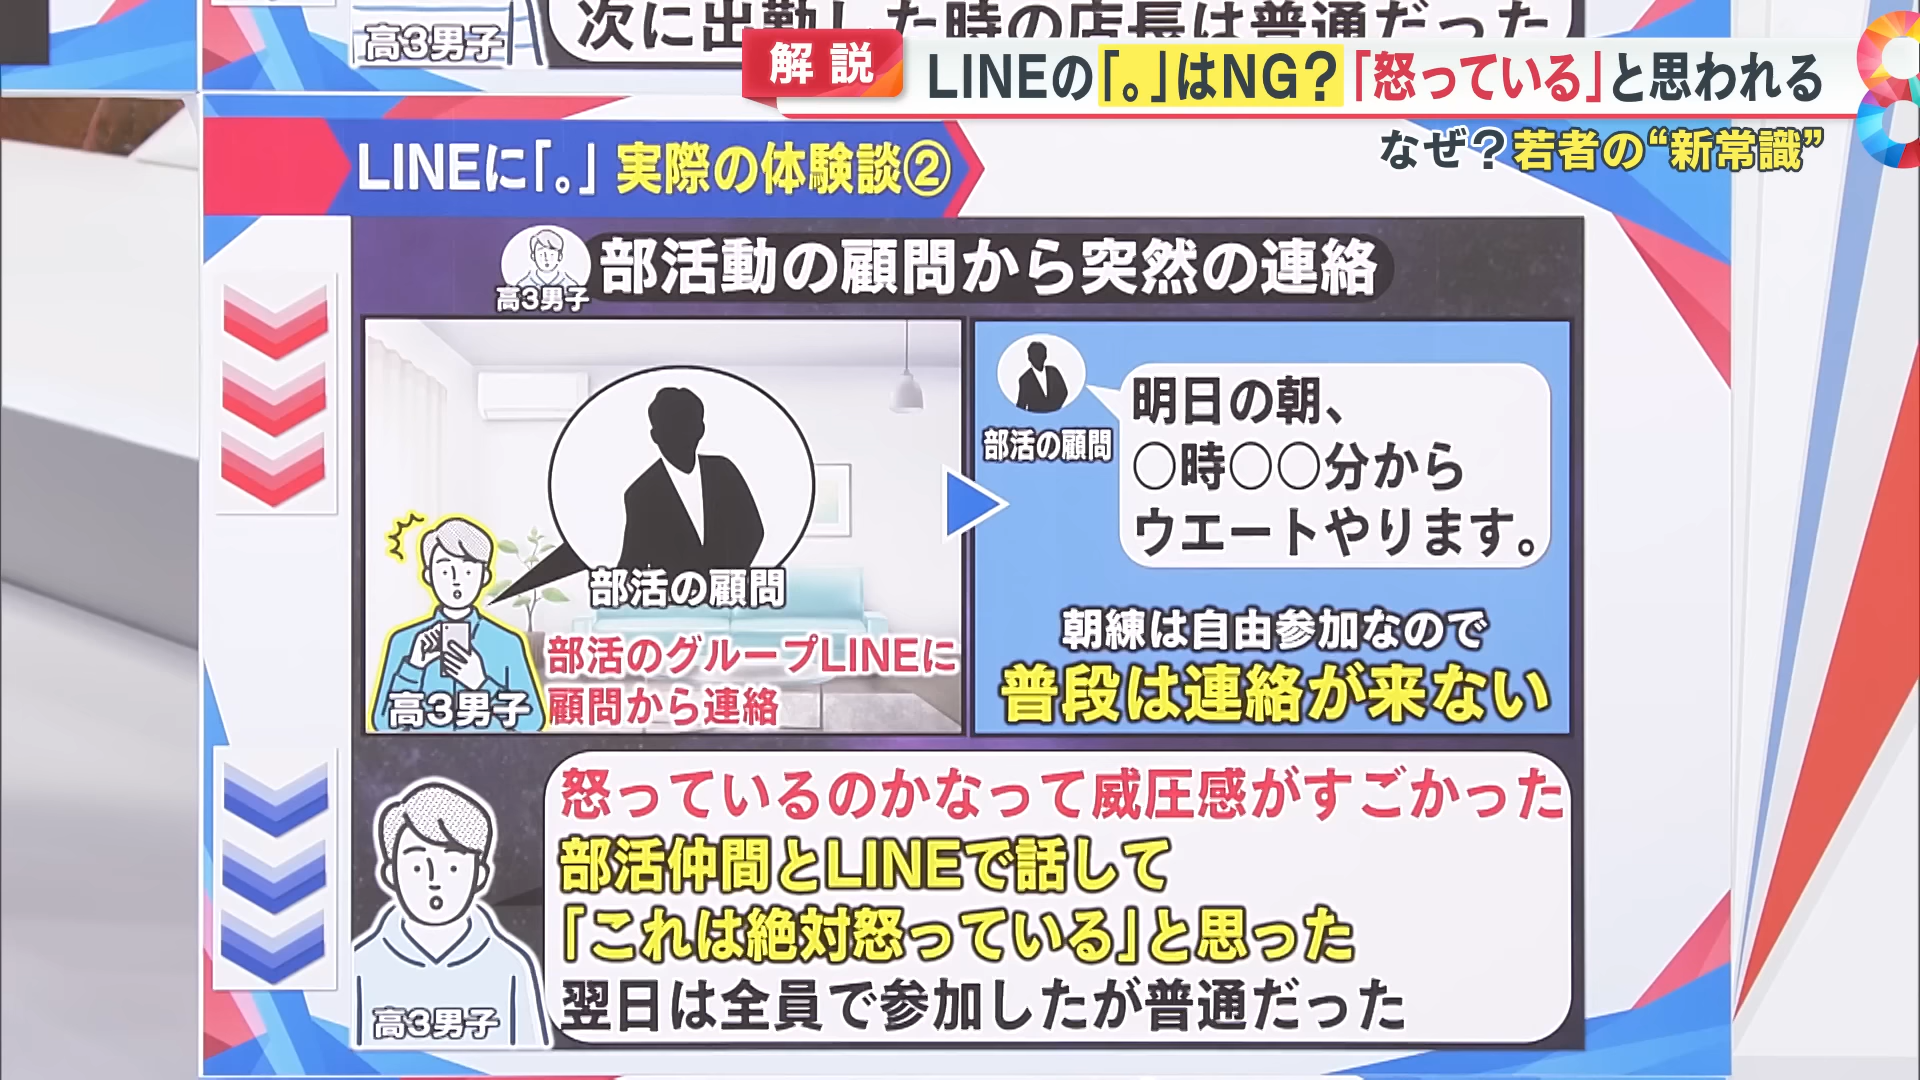 次に出勤した時の店長は普通だった
高3男子
解説
LINEの「。」はNG?「怒っている」と思われる
なぜ?若者の“新常識”
LINEに「。」実際の体験談②
高3男子
部活動の顧問から突然の連絡
部活の顧問
高3男子
部活のグループLINEに
顧問から連絡
部活の顧問
明日の朝、
○時○○分から
ウエートやります。
朝練は自由参加なので
普段は連絡が来ない
高3男子
怒っているのかなって威圧感がすごかった
部活仲間とLINEで話して
「これは絶対怒っている」と思った
翌日は全員で参加したが普通だった